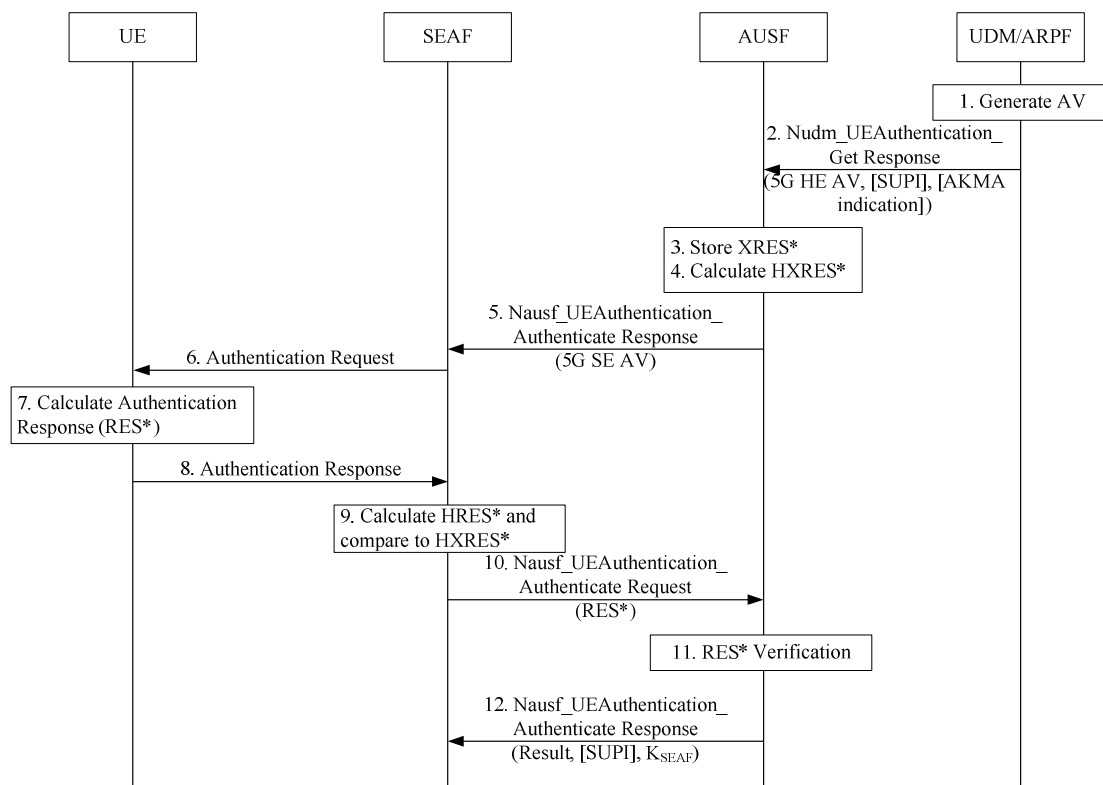 UE
SEAF
AUSF
UDM/ARPF
1. Generate AV
2. Nudm_UEAuthentication_
Get Response
(5G HE AV, [SUPI], [AKMA
indication])
3. Store XRES*
4. Calculate HXRES*
5. Nausf_UEAuthentication_
Authenticate Response
(5G SE AV)
6. Authentication Request
7. Calculate Authentication
Response (RES*)
8. Authentication Response
9. Calculate HRES* and
compare to HXRES*
10. Nausf_UEAuthentication_
Authenticate Request
(RES*)
11. RES* Verification
12. Nausf_UEAuthentication_
Authenticate Response
(Result, [SUPI], KSEAF)